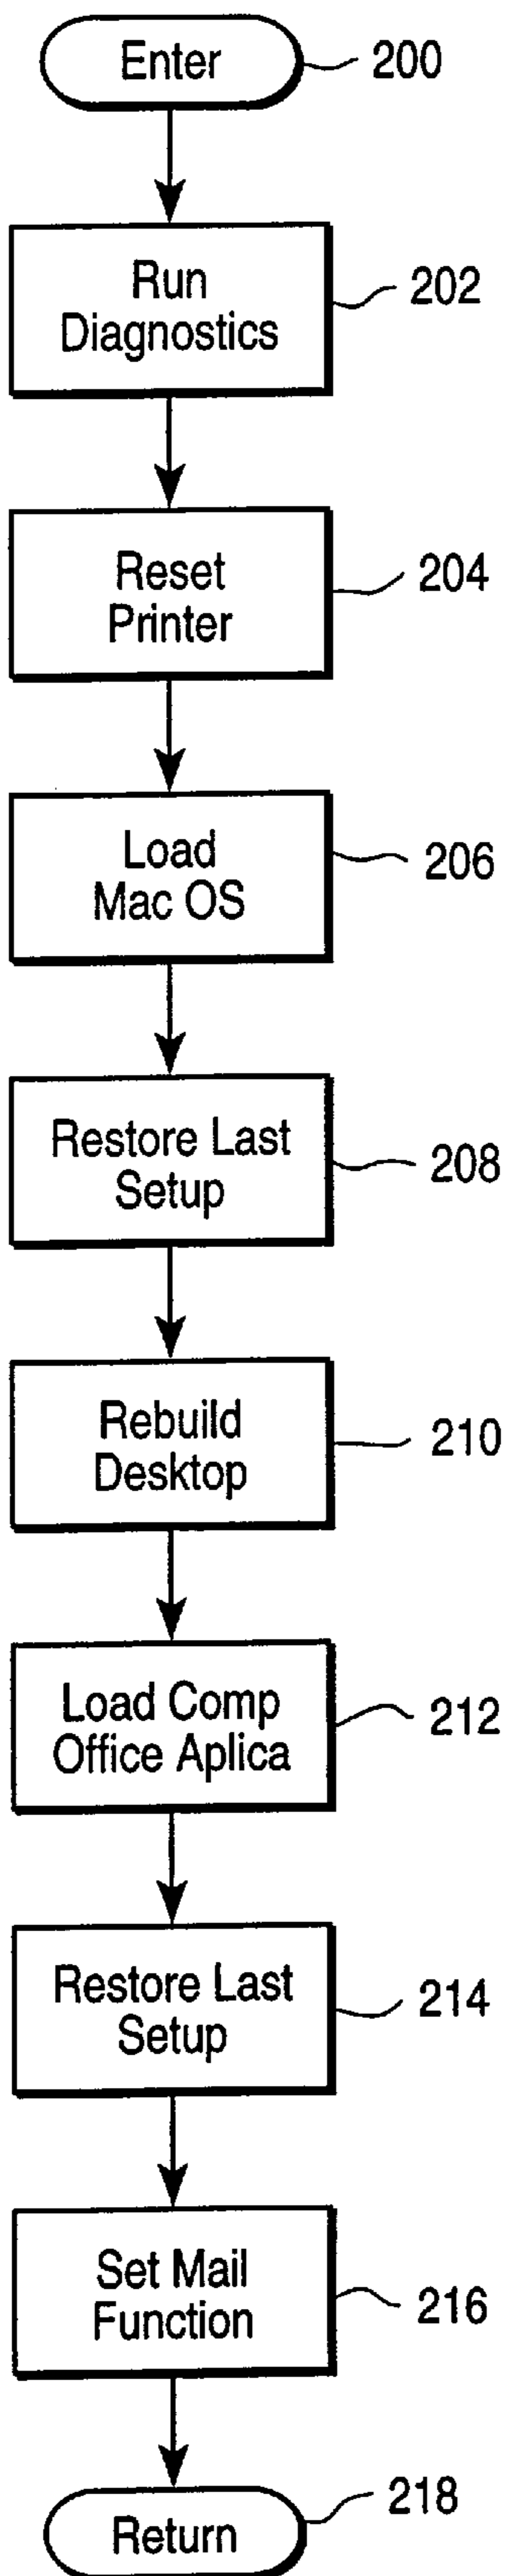 Enter 200
Run
Diagnostics 202
Reset
Printer 204
Load
Mac OS 206
Restore Last
Setup 208
Rebuild
Desktop 210
Load Comp
Office Aplica 212
Restore Last
Setup 214
Set Mail
Function 216
Return 218